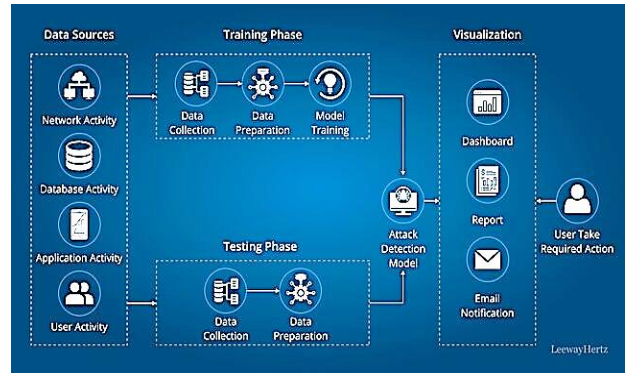 Data Sources
Training Phase
Visualization
Network Activity
Database Activity
Application Activity
User Activity
Data
Collection
Data
Preparation
Model
Training
Testing Phase
Data
Collection
Data
Preparation
Attack
Detection
Model
Dashboard
Report
Email
Notification
User Take
Required Action
LeewayHertz